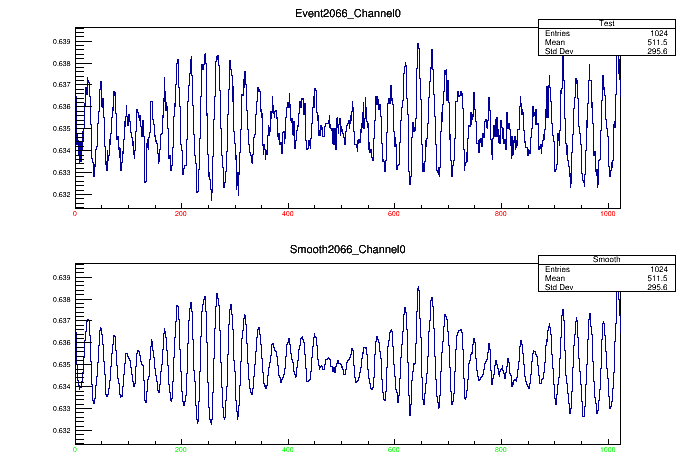 Event2066_Channel0
Test
Entries 1024
Mean 511.5
Std Dev 295.6
0.639
0.638
0.637
0.636
0.635
0.634
0.633
0.632
0 200 400 600 800 1000
Smooth2066_Channel0
Smooth
Entries 1024
Mean 511.5
Std Dev 295.6
0.639
0.638
0.637
0.636
0.635
0.634
0.633
0.632
0 200 400 600 800 1000